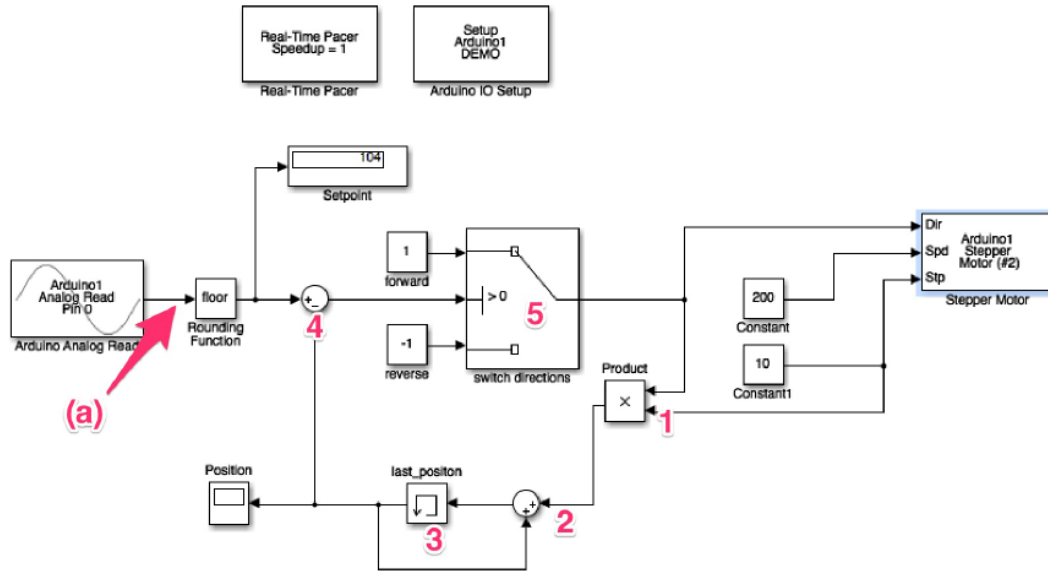 Real-Time Pacer
Speedup = 1
Real-Time Pacer
Setup
Arduino1
DEMO
Arduino IO Setup
104
Setpoint
Arduino1
Analog Read
Pin 0
Arduino Analog Read
floor
Rounding
Function
+
-
4
1
forward
> 0
5
-1
reverse
switch directions
Dir
Spd
Stp
Arduino1
Stepper
Motor (#2)
Stepper Motor
200
Constant
10
Constant1
Product
×
1
(a)
Position
last_positon
3
+
+
2